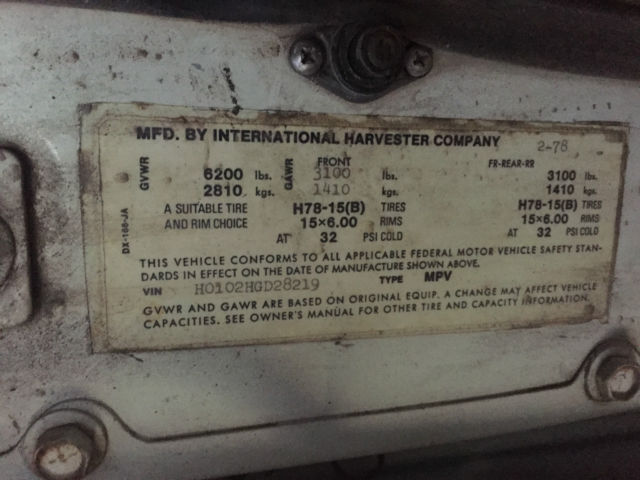 MFD. BY INTERNATIONAL HARVESTER COMPANY 2-78
GVWR 6200 lbs. GAWR FRONT 3100 lbs. FR-REAR-RR 3100 lbs.
2810 kgs. 1410 kgs. 1410 kgs.
A SUITABLE TIRE H78-15(B) TIRES H78-15(B) TIRES
AND RIM CHOICE 15x6.00 RIMS 15x6.00 RIMS
AT 32 PSI COLD AT 32 PSI COLD
DX-166-JA
THIS VEHICLE CONFORMS TO ALL APPLICABLE FEDERAL MOTOR VEHICLE SAFETY STAN-
DARDS IN EFFECT ON THE DATE OF MANUFACTURE SHOWN ABOVE.
VIN H0102HGD28219 TYPE MPV
GVWR AND GAWR ARE BASED ON ORIGINAL EQUIP. A CHANGE MAY AFFECT VEHICLE
CAPACITIES. SEE OWNER'S MANUAL FOR OTHER TIRE AND CAPACITY INFORMATION.